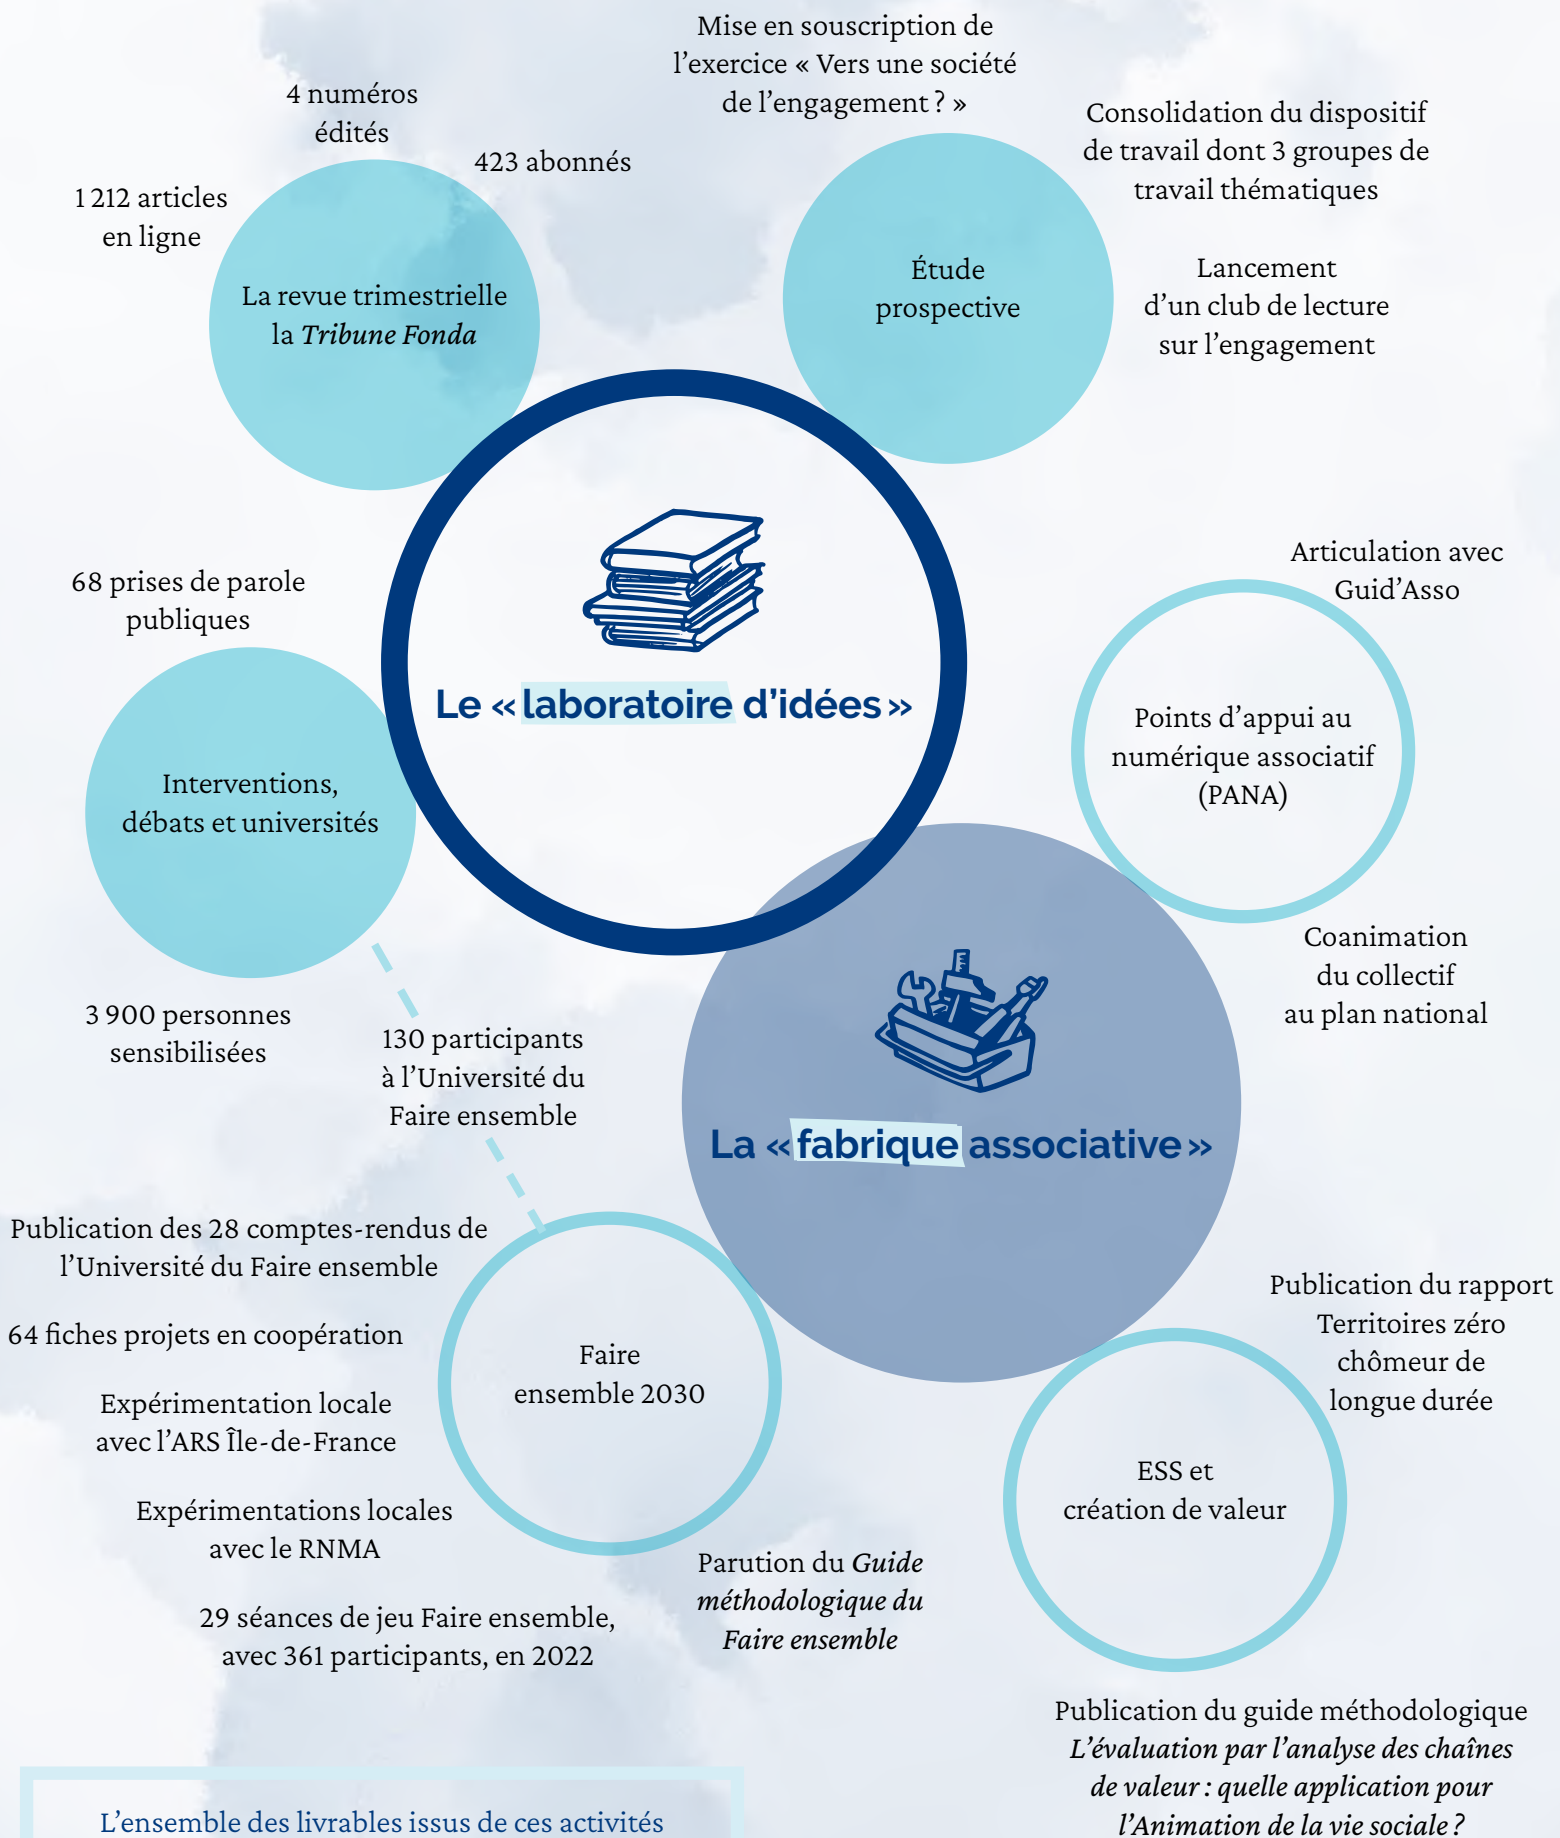 Mise en souscription de
l’exercice « Vers une société
de l’engagement ? »
4 numéros
édités
423 abonnés
1 212 articles
en ligne
La revue trimestrielle
la Tribune Fonda
Consolidation du dispositif
de travail dont 3 groupes de
travail thématiques
Étude
prospective
Lancement
d’un club de lecture
sur l’engagement
Le « laboratoire d’idées »
68 prises de parole
publiques
Interventions,
débats et universités
3 900 personnes
sensibilisées
130 participants
à l’Université du
Faire ensemble
Articulation avec
Guid’Asso
Points d’appui au
numérique associatif
(PANA)
Coanimation
du collectif
au plan national
La « fabrique associative »
Publication des 28 comptes-rendus de
l’Université du Faire ensemble
64 fiches projets en coopération
Expérimentation locale
avec l’ARS Île-de-France
Expérimentations locales
avec le RNMA
29 séances de jeu Faire ensemble,
avec 361 participants, en 2022
Faire
ensemble 2030
Parution du Guide
méthodologique du
Faire ensemble
Publication du rapport
Territoires zéro
chômeur de
longue durée
ESS et
création de valeur
Publication du guide méthodologique
L’évaluation par l’analyse des chaînes
de valeur : quelle application pour
l’Animation de la vie sociale ?
L’ensemble des livrables issus de ces activités